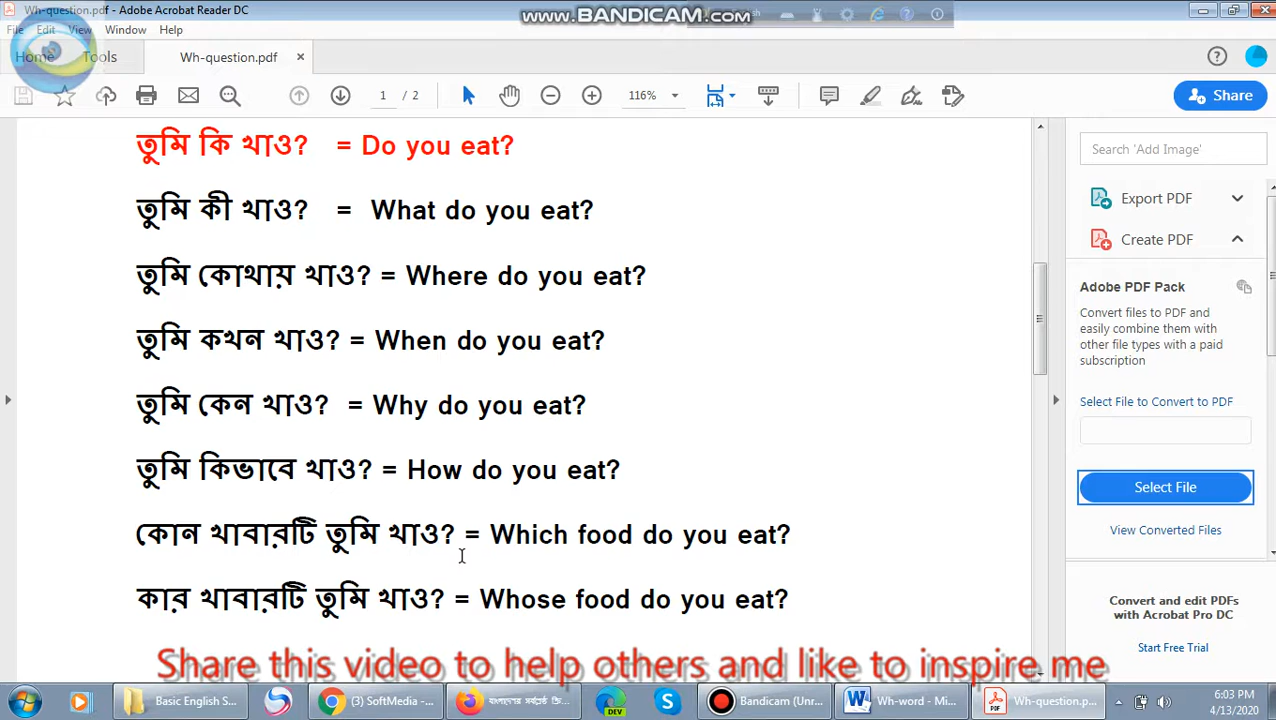 Wh-question.pdf - Adobe Acrobat Reader DC
www.BANDICAM.com
File Edit View Window Help
Home Tools Wh-question.pdf
1 / 2 116% Share
তুমি কি খাও? = Do you eat?
তুমি কী খাও? = What do you eat?
তুমি কোথায় খাও? = Where do you eat?
তুমি কখন খাও? = When do you eat?
তুমি কেন খাও? = Why do you eat?
তুমি কিভাবে খাও? = How do you eat?
কোন খাবারটি তুমি খাও? = Which food do you eat?
কার খাবারটি তুমি খাও? = Whose food do you eat?
Search 'Add Image'
Export PDF
Create PDF
Adobe PDF Pack
Convert files to PDF and
easily combine them with
other file types with a paid
subscription
Select File to Convert to PDF
Select File
View Converted Files
Convert and edit PDFs
with Acrobat Pro DC
Start Free Trial
Share this video to help others and like to inspire me
Basic English S... SoftMedia - Goo... DEV Bandicam (Unr... Wh-word - Mi... Wh-question.p...
6:03 PM
4/13/2020